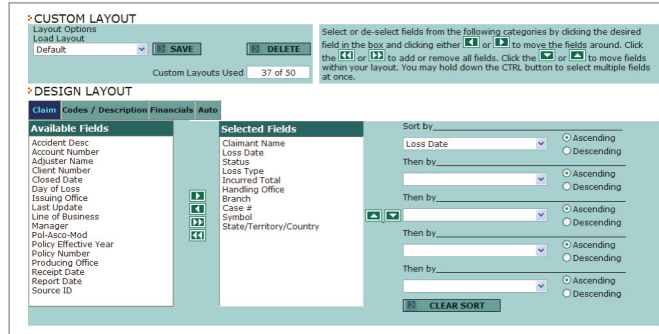 CUSTOM LAYOUT
Layout Options
Load Layout
Default
SAVE
DELETE
Custom Layouts Used 37 of 50
Select or de-select fields from the following categories by clicking the desired
field in the box and clicking either or to move the fields around. Click
the or to add or remove all fields. Click the or to move fields
within your layout. You may hold down the CTRL button to select multiple fields
at once.
DESIGN LAYOUT
Claim Codes / Description Financials Auto
Available Fields
Accident Desc
Account Number
Adjuster Name
Client Number
Closed Date
Day of Loss
Issuing Office
Last Update
Line of Business
Manager
Pol-Asco-Mod
Policy Effective Year
Policy Number
Producing Office
Receipt Date
Report Date
Source ID
Selected Fields
Claimant Name
Loss Date
Status
Loss Type
Incurred Total
Handling Office
Branch
Case #
Symbol
State/Territory/Country
Sort by
Loss Date
Ascending
Descending
Then by
Ascending
Descending
Then by
Ascending
Descending
Then by
Ascending
Descending
Then by
Ascending
Descending
CLEAR SORT